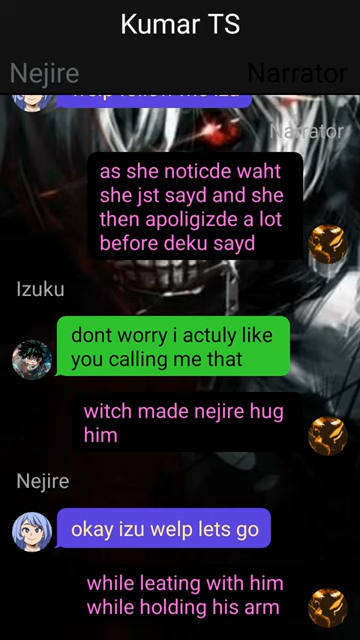 Kumar TS
Nejire
Narrator
Narrator
as she noticde waht
she jst sayd and she
then apoligizde a lot
before deku sayd
Izuku
dont worry i actuly like
you calling me that
witch made nejire hug
him
Nejire
okay izu welp lets go
while leating with him
while holding his arm